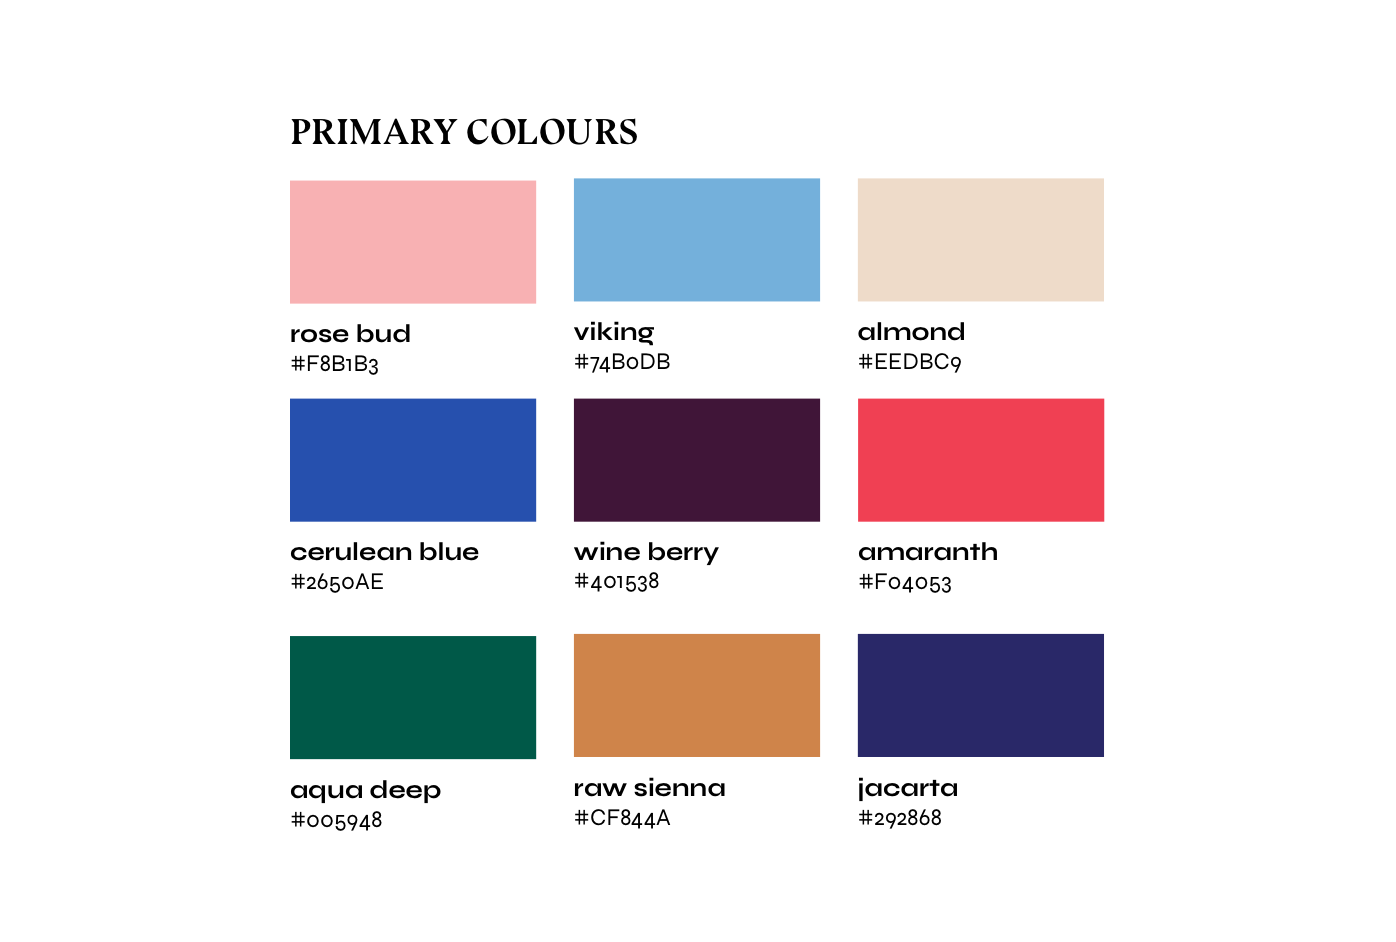 PRIMARY COLOURS
rose bud
#F8B1B3
viking
#74B0DB
almond
#EEDBC9
cerulean blue
#2650AE
wine berry
#401538
amaranth
#F04053
aqua deep
#005948
raw sienna
#CF844A
jacarta
#292868